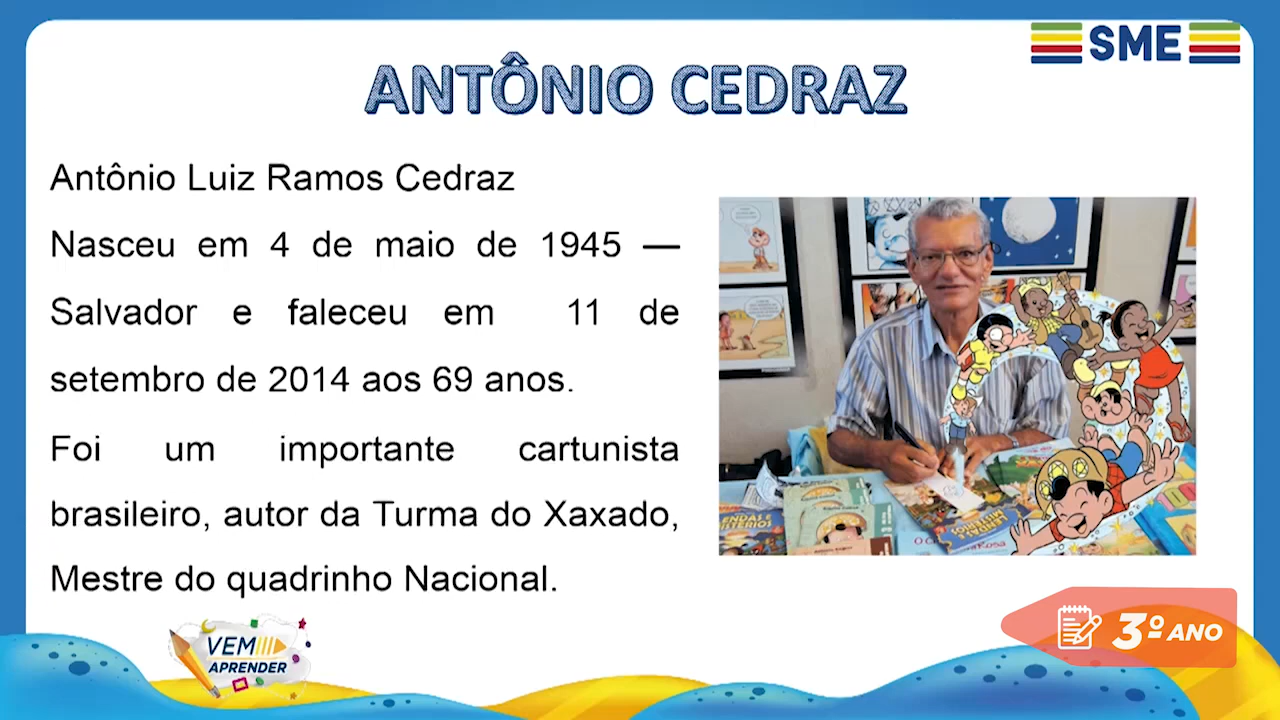 SME
ANTÔNIO CEDRAZ
Antônio Luiz Ramos Cedraz
Nasceu em 4 de maio de 1945 —
Salvador e faleceu em 11 de
setembro de 2014 aos 69 anos.
Foi um importante cartunista
brasileiro, autor da Turma do Xaxado,
Mestre do quadrinho Nacional.
VEM
APRENDER
3º ANO